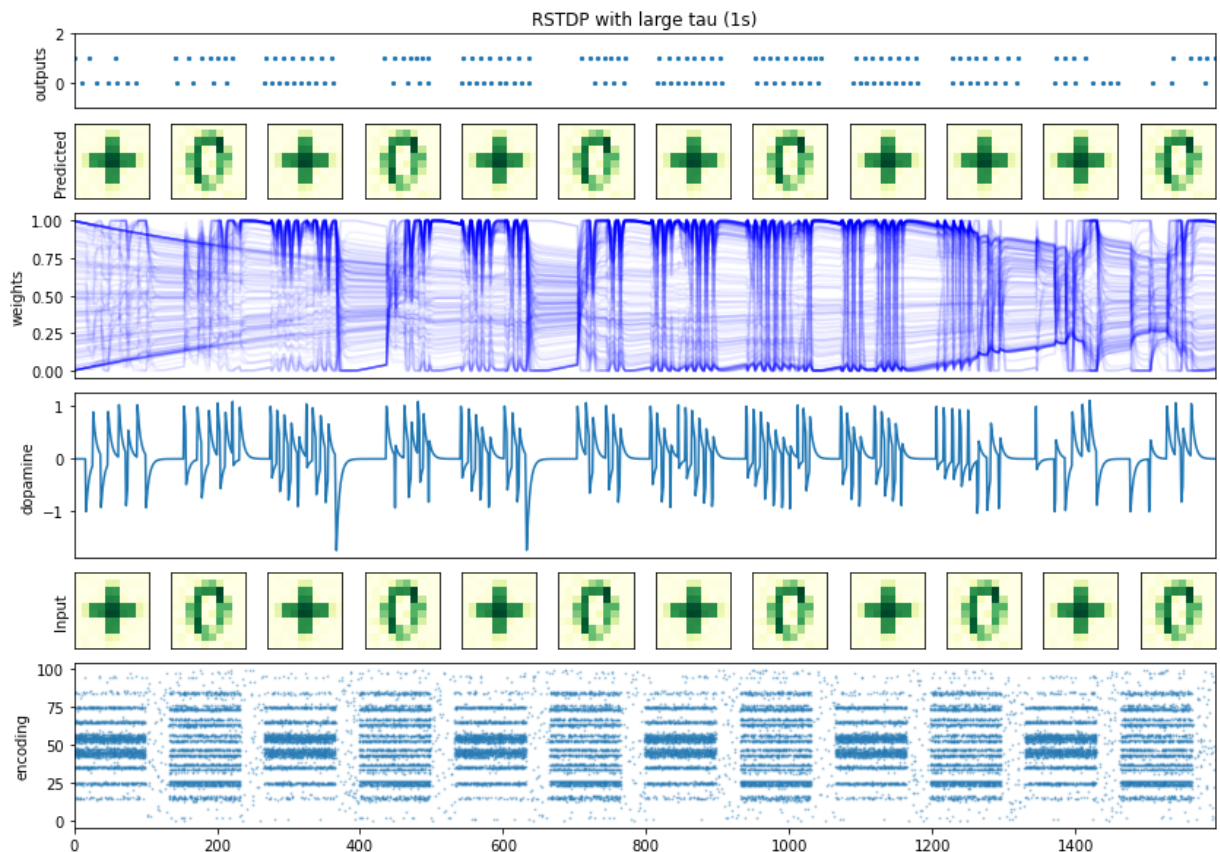 RSTDP with large tau (1s)
2
1
0
outputs
Predicted
1.00
0.75
0.50
0.25
0.00
weights
1
0
−1
dopamine
Input
100
75
50
25
0
encoding
0 200 400 600 800 1000 1200 1400